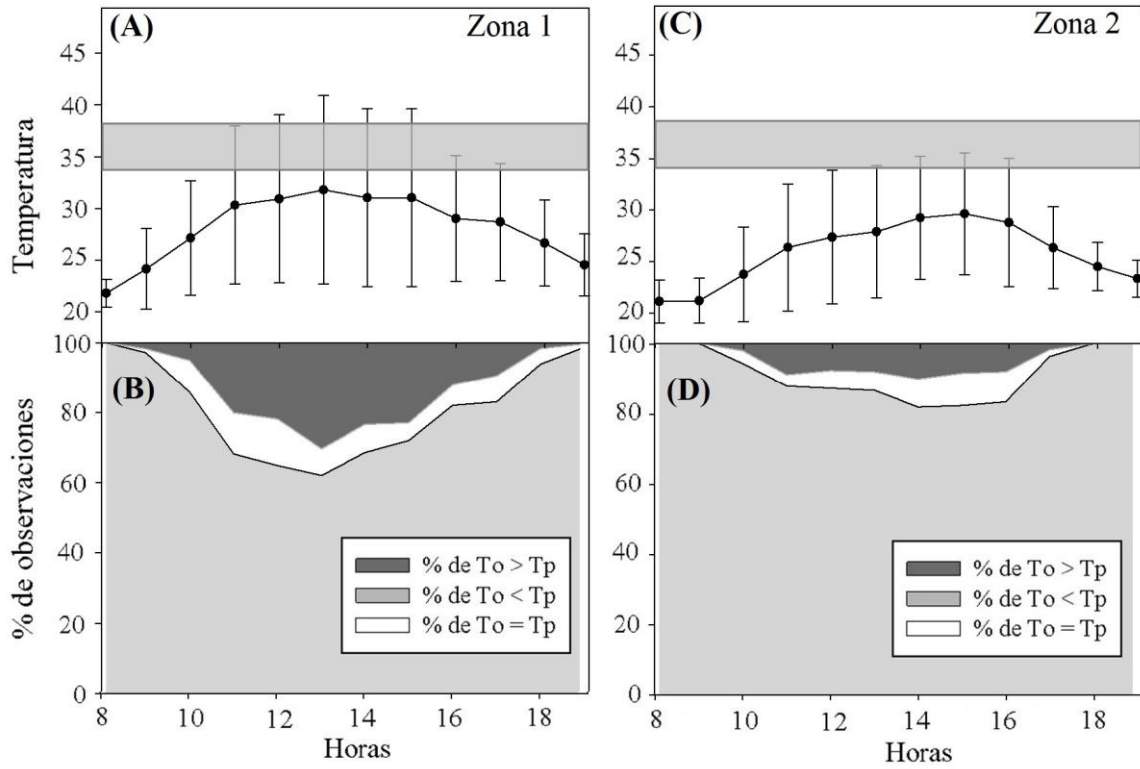 (A)
Zona 1
Temperatura
45
40
35
30
25
20
(B)
% de observaciones
100
80
60
40
20
0
% de To > Tp
% de To < Tp
% de To = Tp
8 10 12 14 16 18
Horas
(C)
Zona 2
45
40
35
30
25
20
(D)
100
80
60
40
20
0
% de To > Tp
% de To < Tp
% de To = Tp
8 10 12 14 16 18
Horas